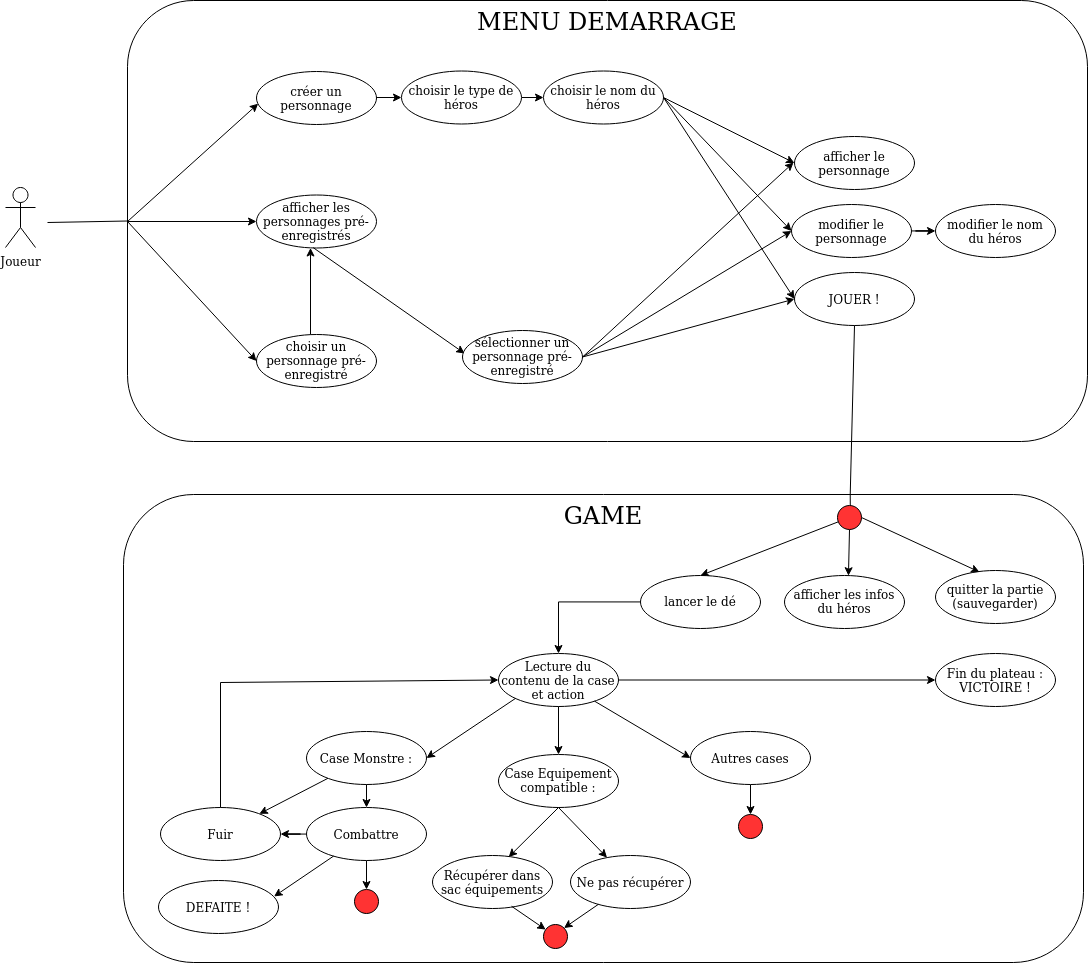 MENU DEMARRAGE
créer un
personnage
choisir le type de
héros
choisir le nom du
héros
afficher le
personnage
afficher les
personnages pré-
enregistrés
modifier le
personnage
modifier le nom
du héros
Joueur
JOUER !
choisir un
personnage pré-
enregistré
sélectionner un
personnage pré-
enregistré
GAME
lancer le dé
afficher les infos
du héros
quitter la partie
(sauvegarder)
Lecture du
contenu de la case
et action
Fin du plateau :
VICTOIRE !
Case Monstre :
Case Equipement
compatible :
Autres cases
Fuir
Combattre
Récupérer dans
sac équipements
Ne pas récupérer
DEFAITE !